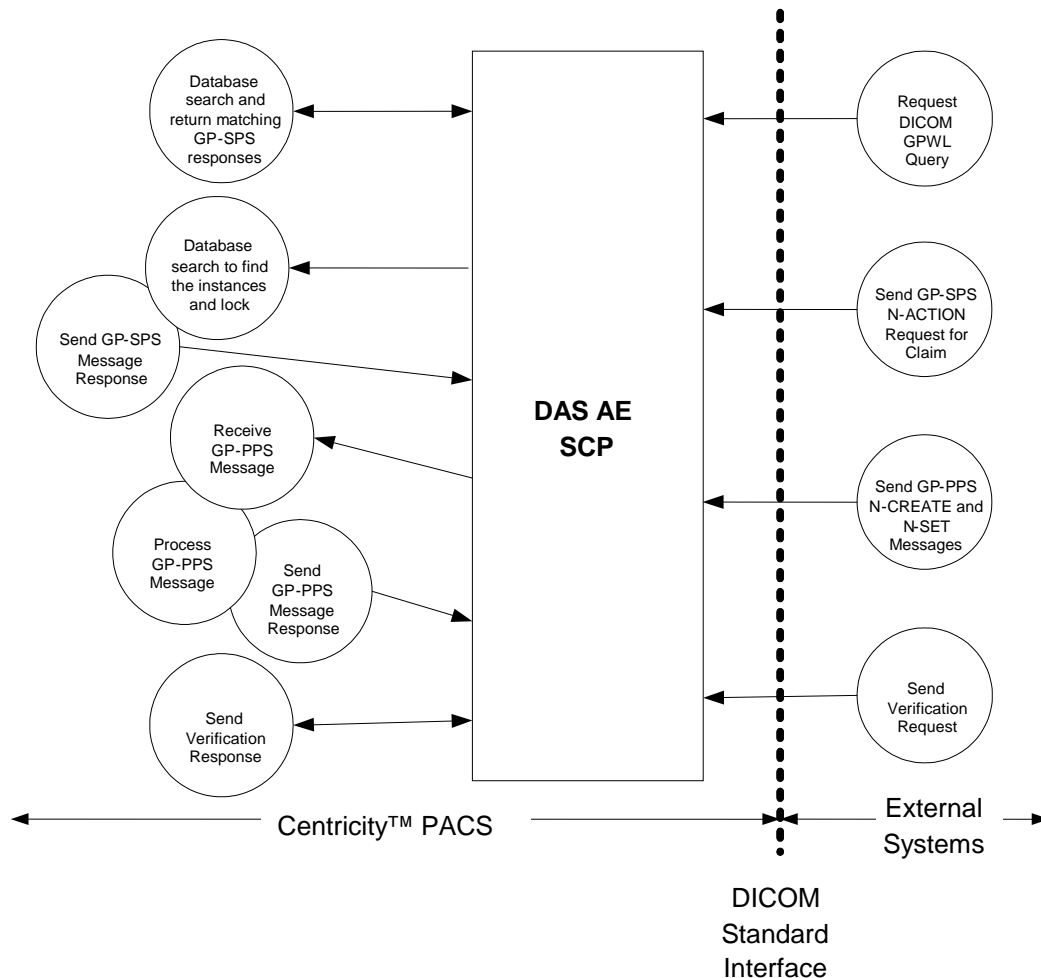 Database
search and
return matching
GP-SPS
responses
Request
DICOM
GPWL
Query
Database
search to find
the instances
and lock
Send GP-SPS
N-ACTION
Request for
Claim
Send GP-SPS
Message
Response
DAS AE
SCP
Receive
GP-PPS
Message
Send GP-PPS
N-CREATE and
N-SET
Messages
Process
GP-PPS
Message
Send
GP-PPS
Message
Response
Send
Verification
Response
Send
Verification
Request
Centricity™ PACS
External
Systems
DICOM
Standard
Interface